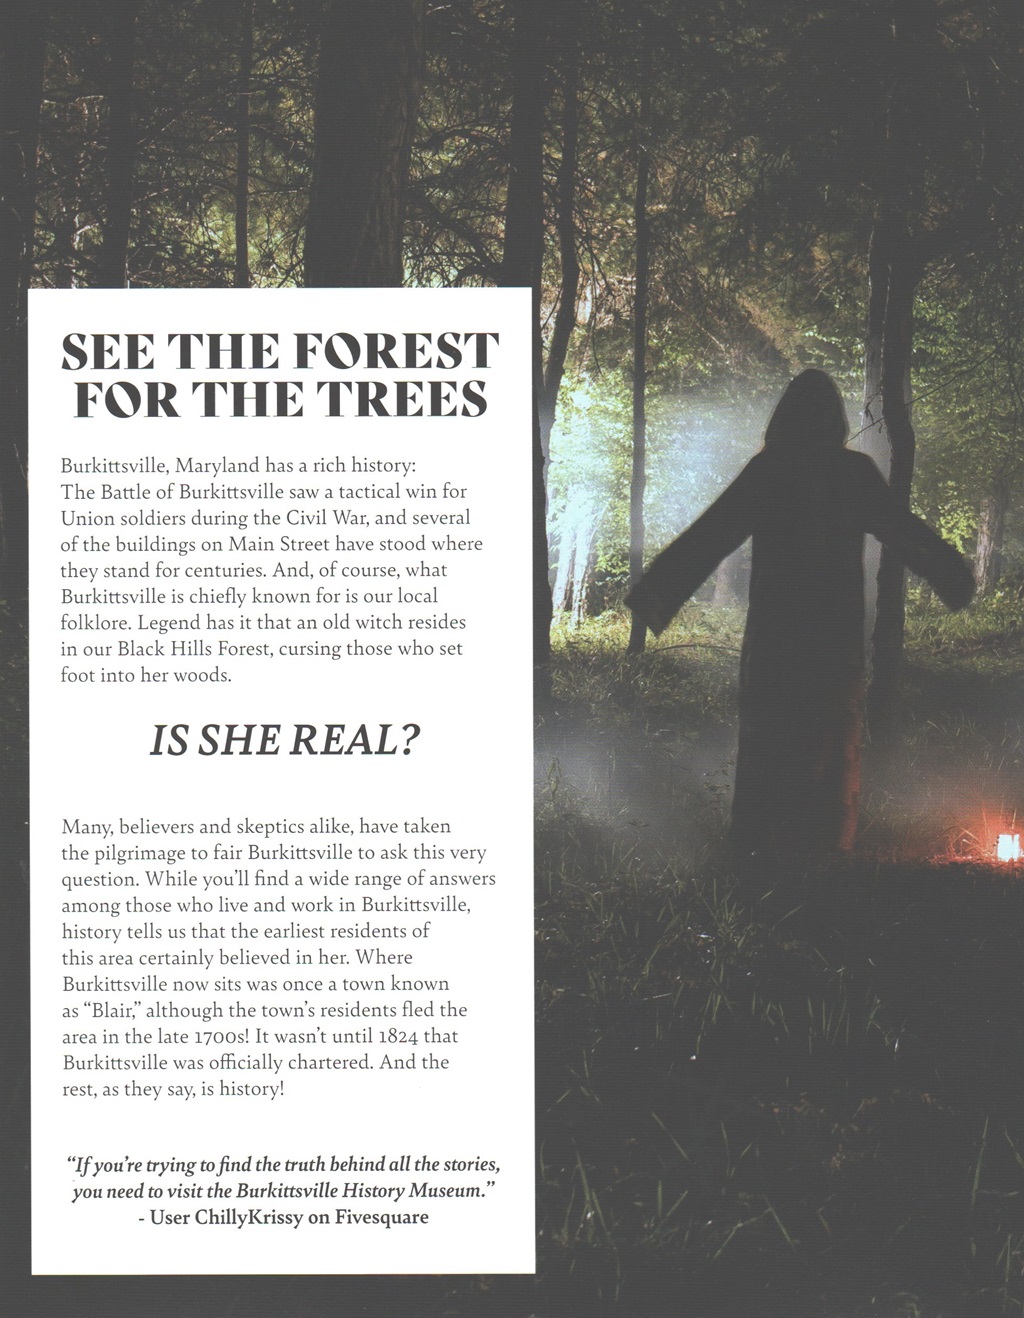 SEE THE FOREST
FOR THE TREES
Burkittsville, Maryland has a rich history:
The Battle of Burkittsville saw a tactical win for
Union soldiers during the Civil War, and several
of the buildings on Main Street have stood where
they stand for centuries. And, of course, what
Burkittsville is chiefly known for is our local
folklore. Legend has it that an old witch resides
in our Black Hills Forest, cursing those who set
foot into her woods.
IS SHE REAL?
Many, believers and skeptics alike, have taken
the pilgrimage to fair Burkittsville to ask this very
question. While you’ll find a wide range of answers
among those who live and work in Burkittsville,
history tells us that the earliest residents of
this area certainly believed in her. Where
Burkittsville now sits was once a town known
as “Blair,” although the town’s residents fled the
area in the late 1700s! It wasn’t until 1824 that
Burkittsville was officially chartered. And the
rest, as they say, is history!
“If you’re trying to find the truth behind all the stories,
you need to visit the Burkittsville History Museum.”
- User ChillyKrissy on Fivesquare